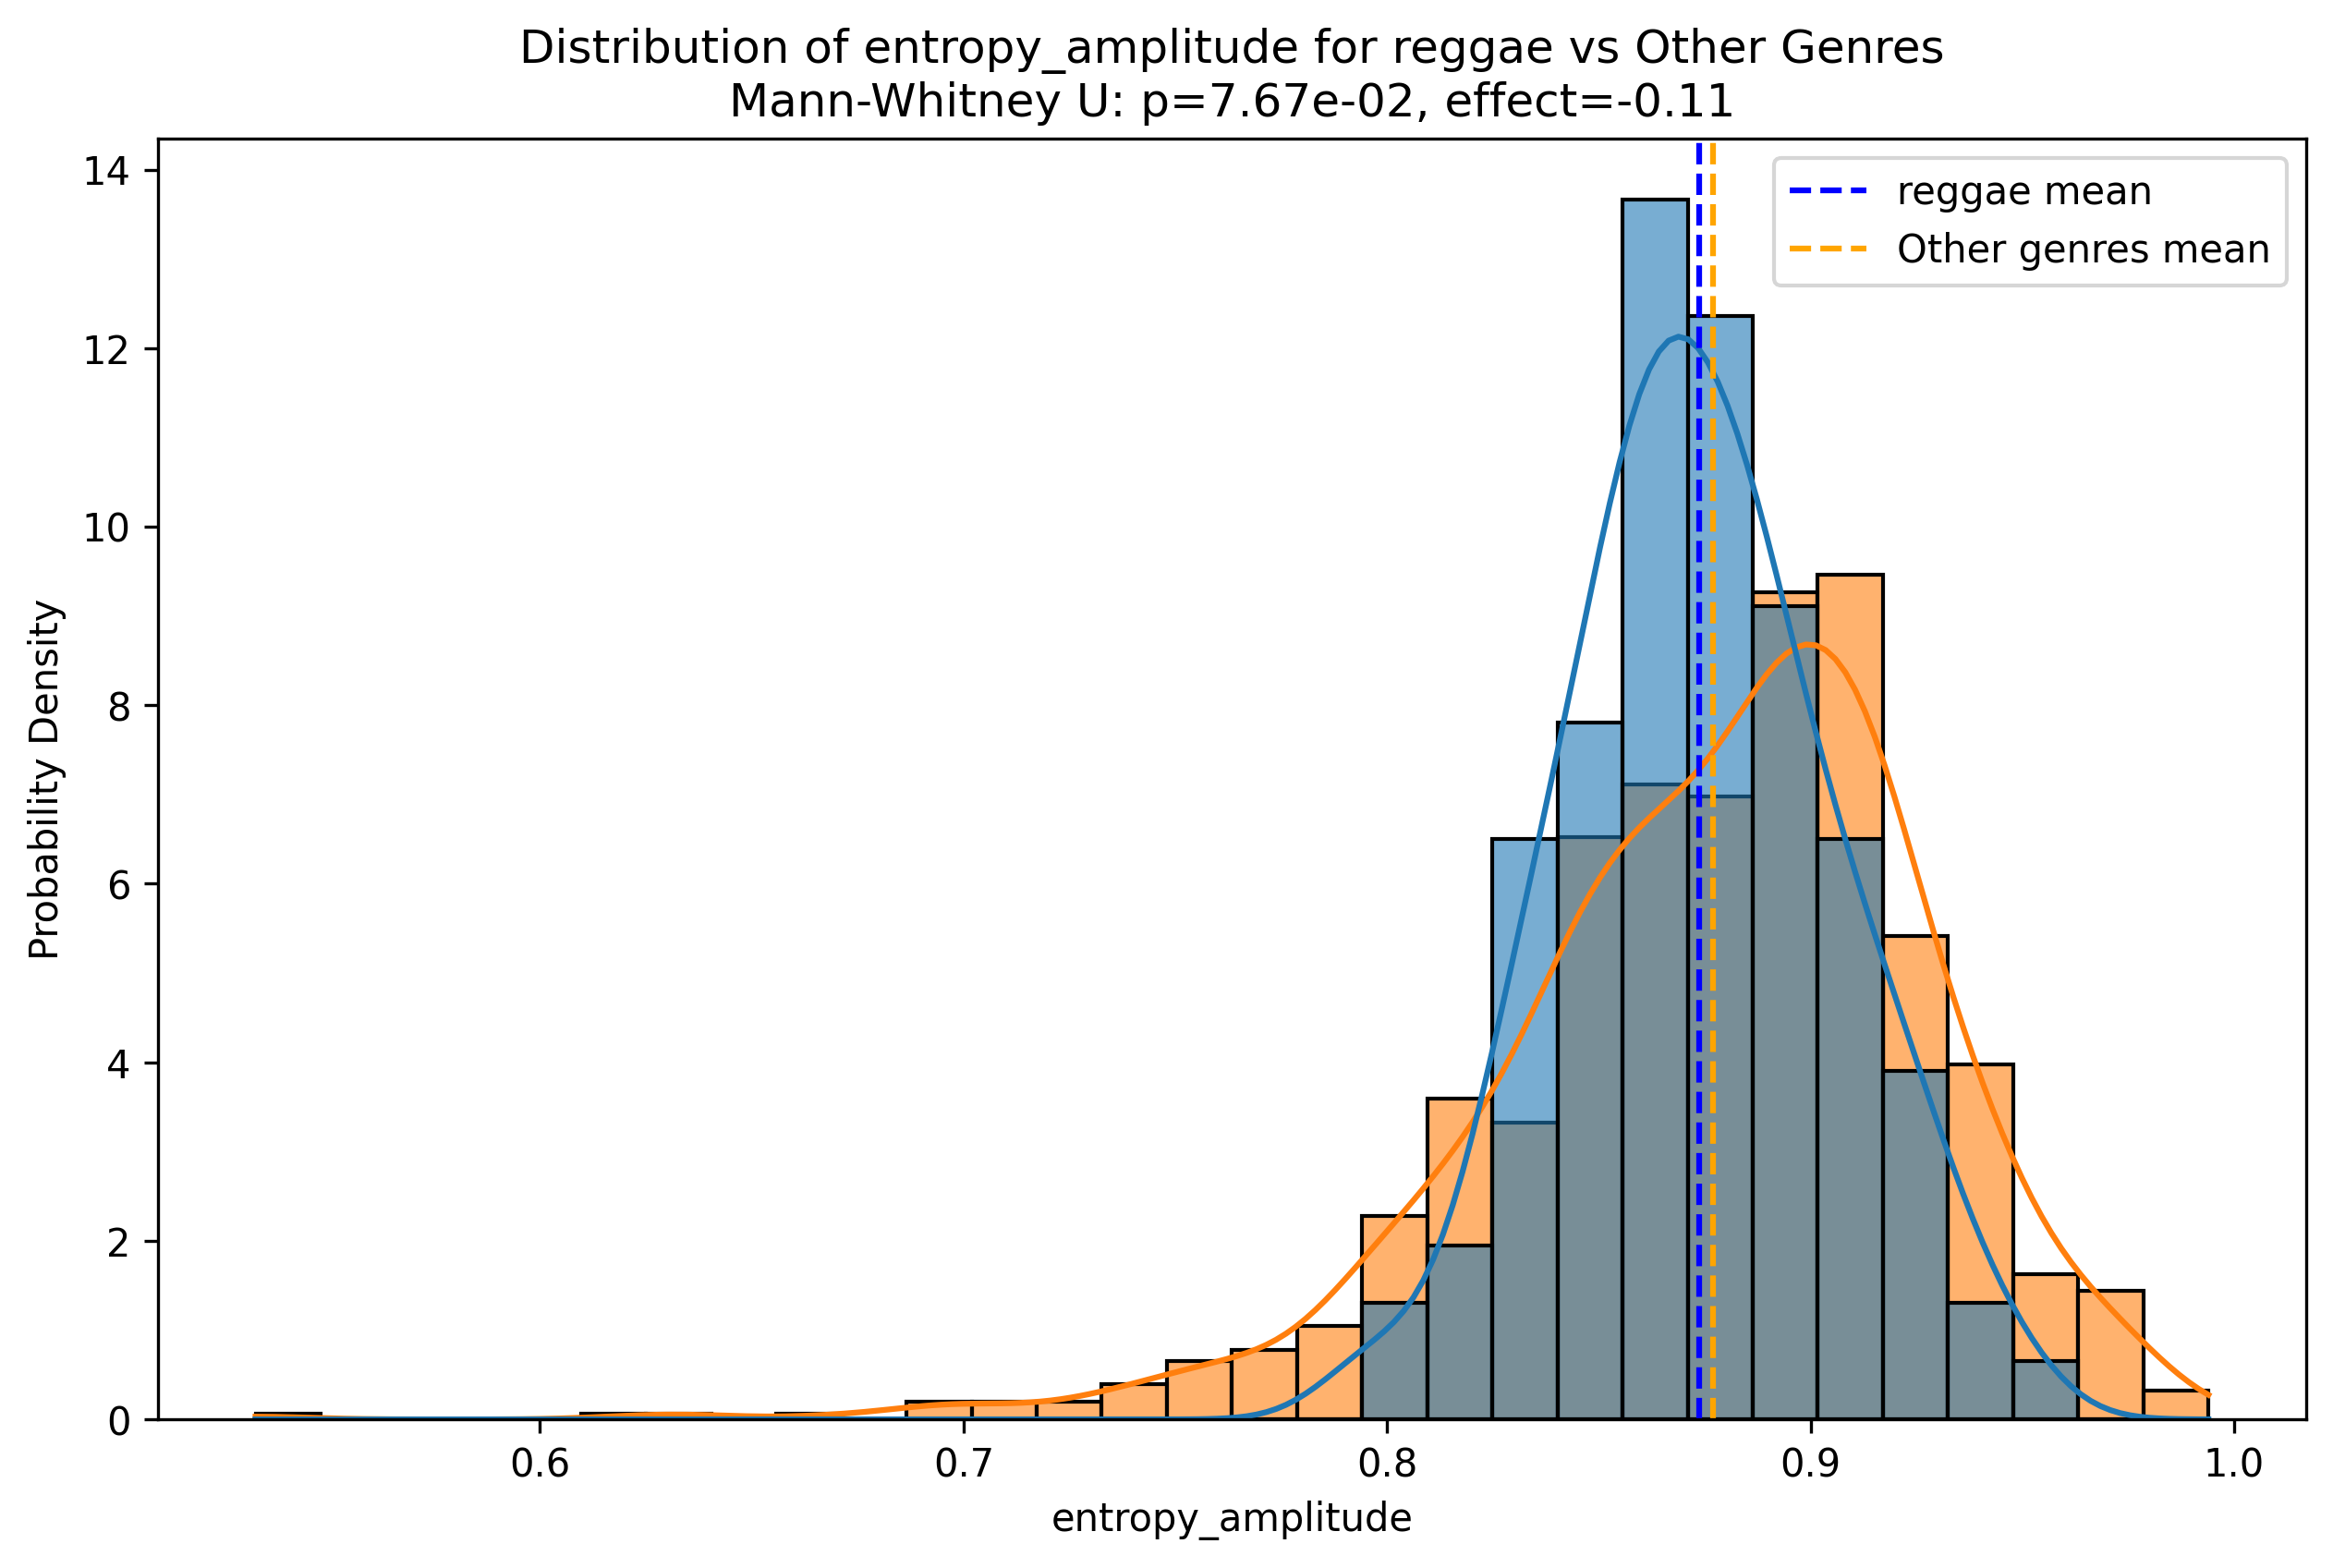 Distribution of entropy_amplitude for reggae vs Other Genres
Mann-Whitney U: p=7.67e-02, effect=-0.11
reggae mean
Other genres mean
Probability Density
14
12
10
8
6
4
2
0
0.6
0.7
0.8
0.9
1.0
entropy_amplitude